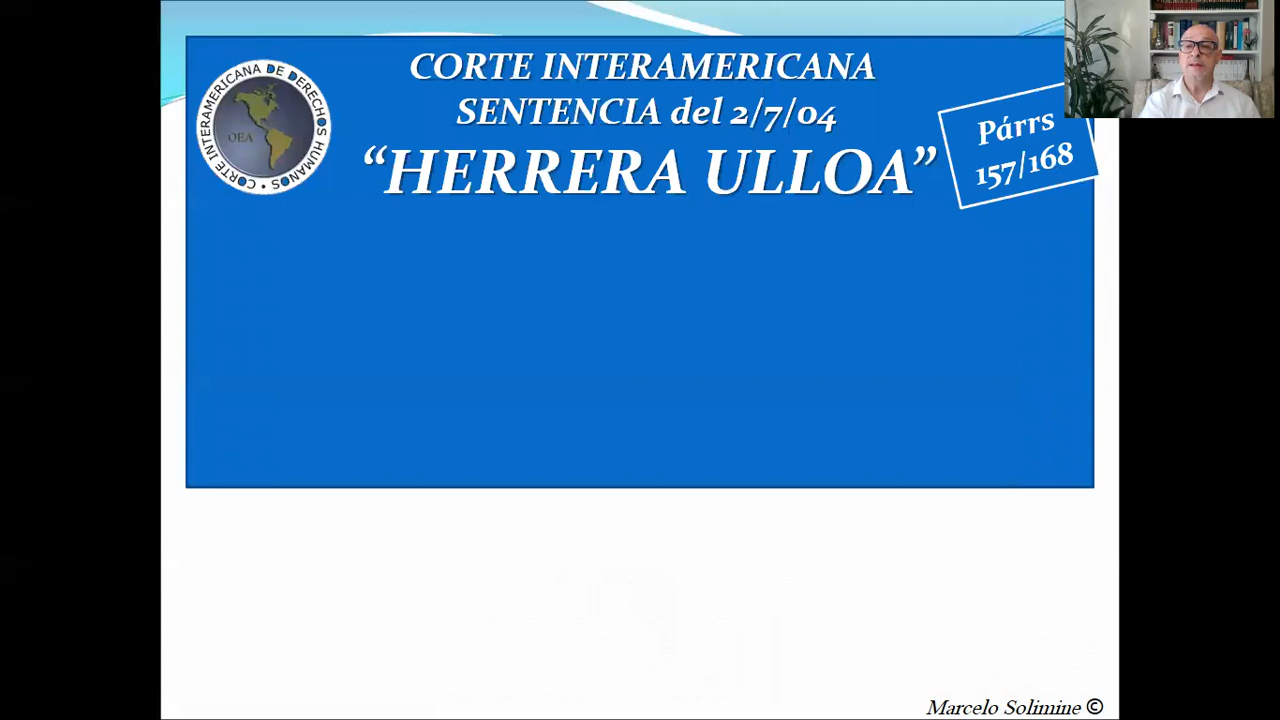 CORTE INTERAMERICANA
SENTENCIA del 2/7/04
“HERRERA ULLOA”
Párrs
157/168
CORTE INTERAMERICANA DE DERECHOS HUMANOS •
OEA
Marcelo Solimine ©